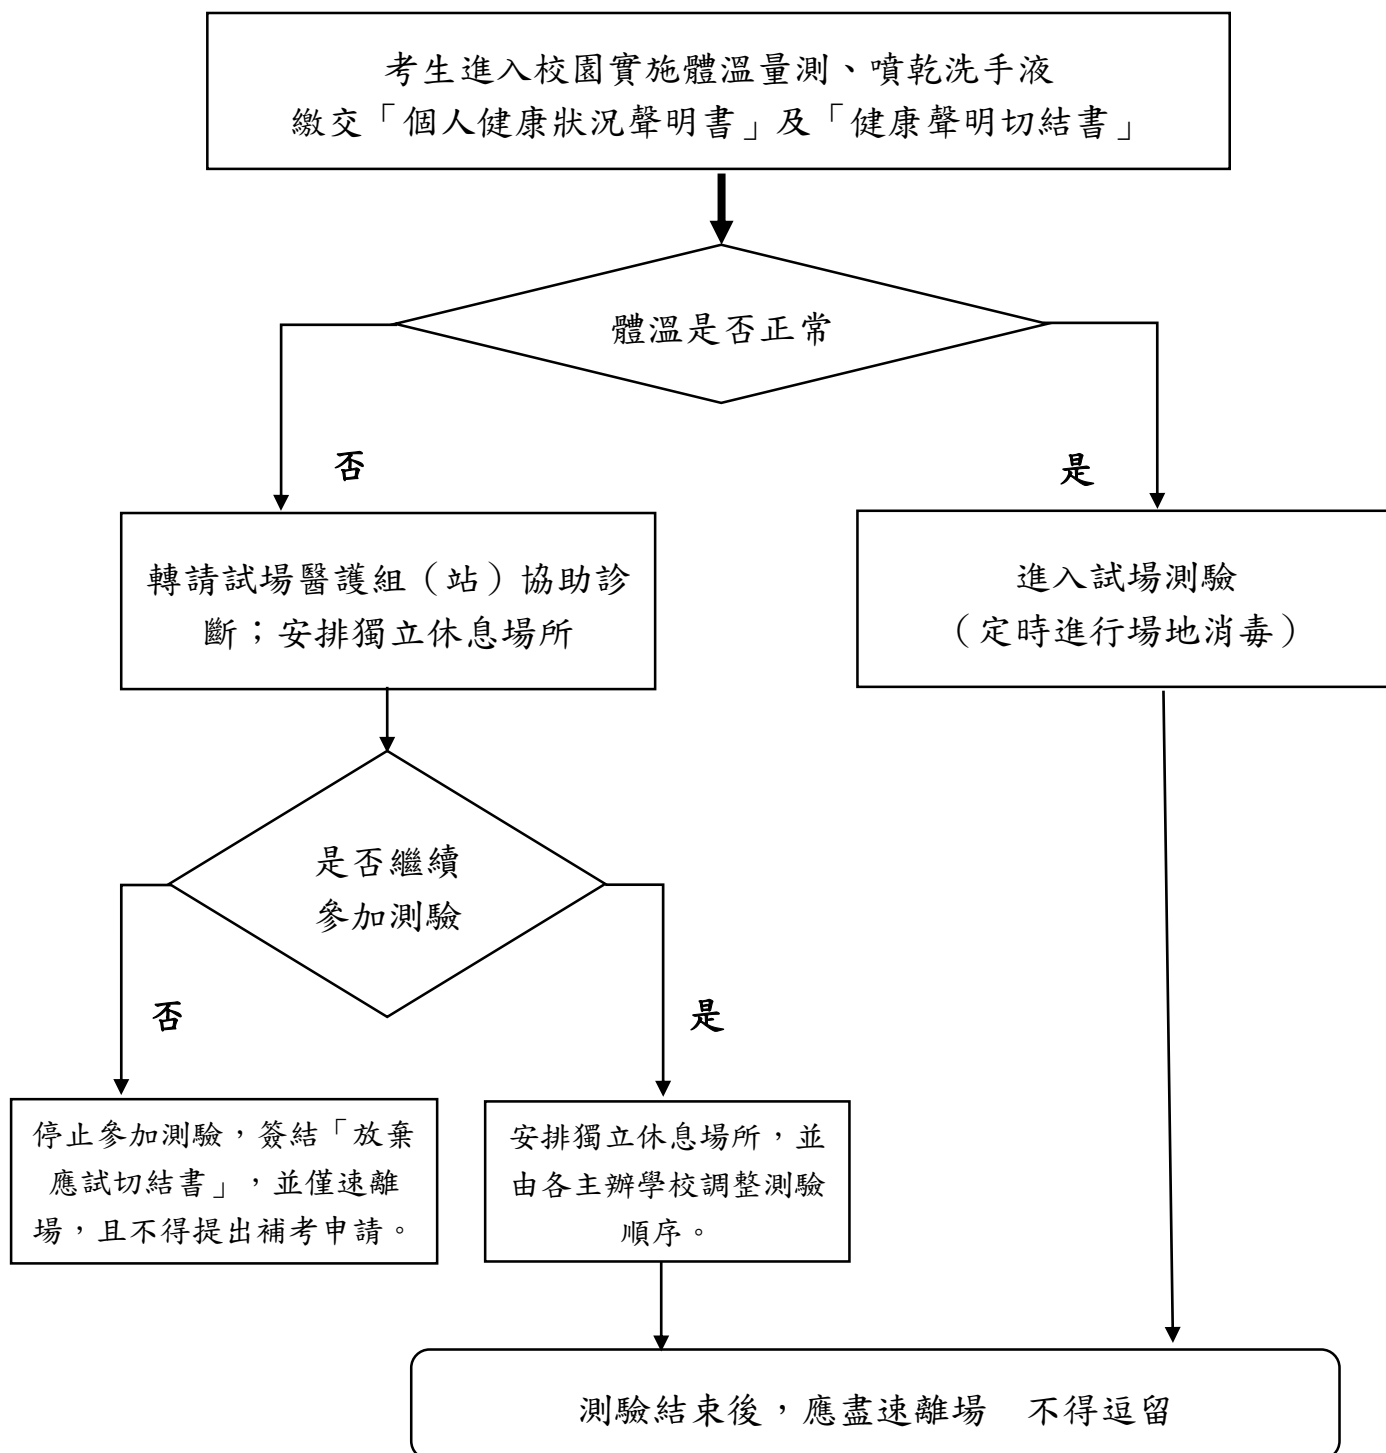 考生進入校園實施體溫量測、噴乾洗手液
繳交「個人健康狀況聲明書」及「健康聲明切結書」
體溫是否正常
否
是
轉請試場醫護組（站）協助診
斷；安排獨立休息場所
進入試場測驗
（定時進行場地消毒）
是否繼續
參加測驗
否
是
停止參加測驗，簽結「放棄
應試切結書」，並僅速離
場，且不得提出補考申請。
安排獨立休息場所，並
由各主辦學校調整測驗
順序。
測驗結束後，應盡速離場　不得逗留